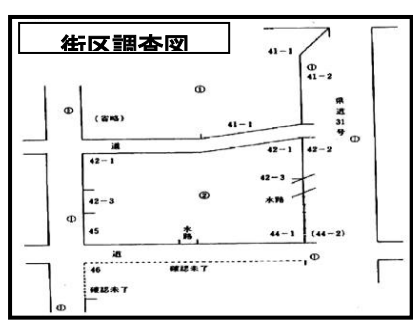 街区調査図
41-1
①
41-2
①
①
(省略)
県道31号
①
41-1
道
42-1
42-1
42-2
42-3
42-3
②
水路
①
45
水路
44-1
(44-2)
道
①
46
確認未了
確認未了
①